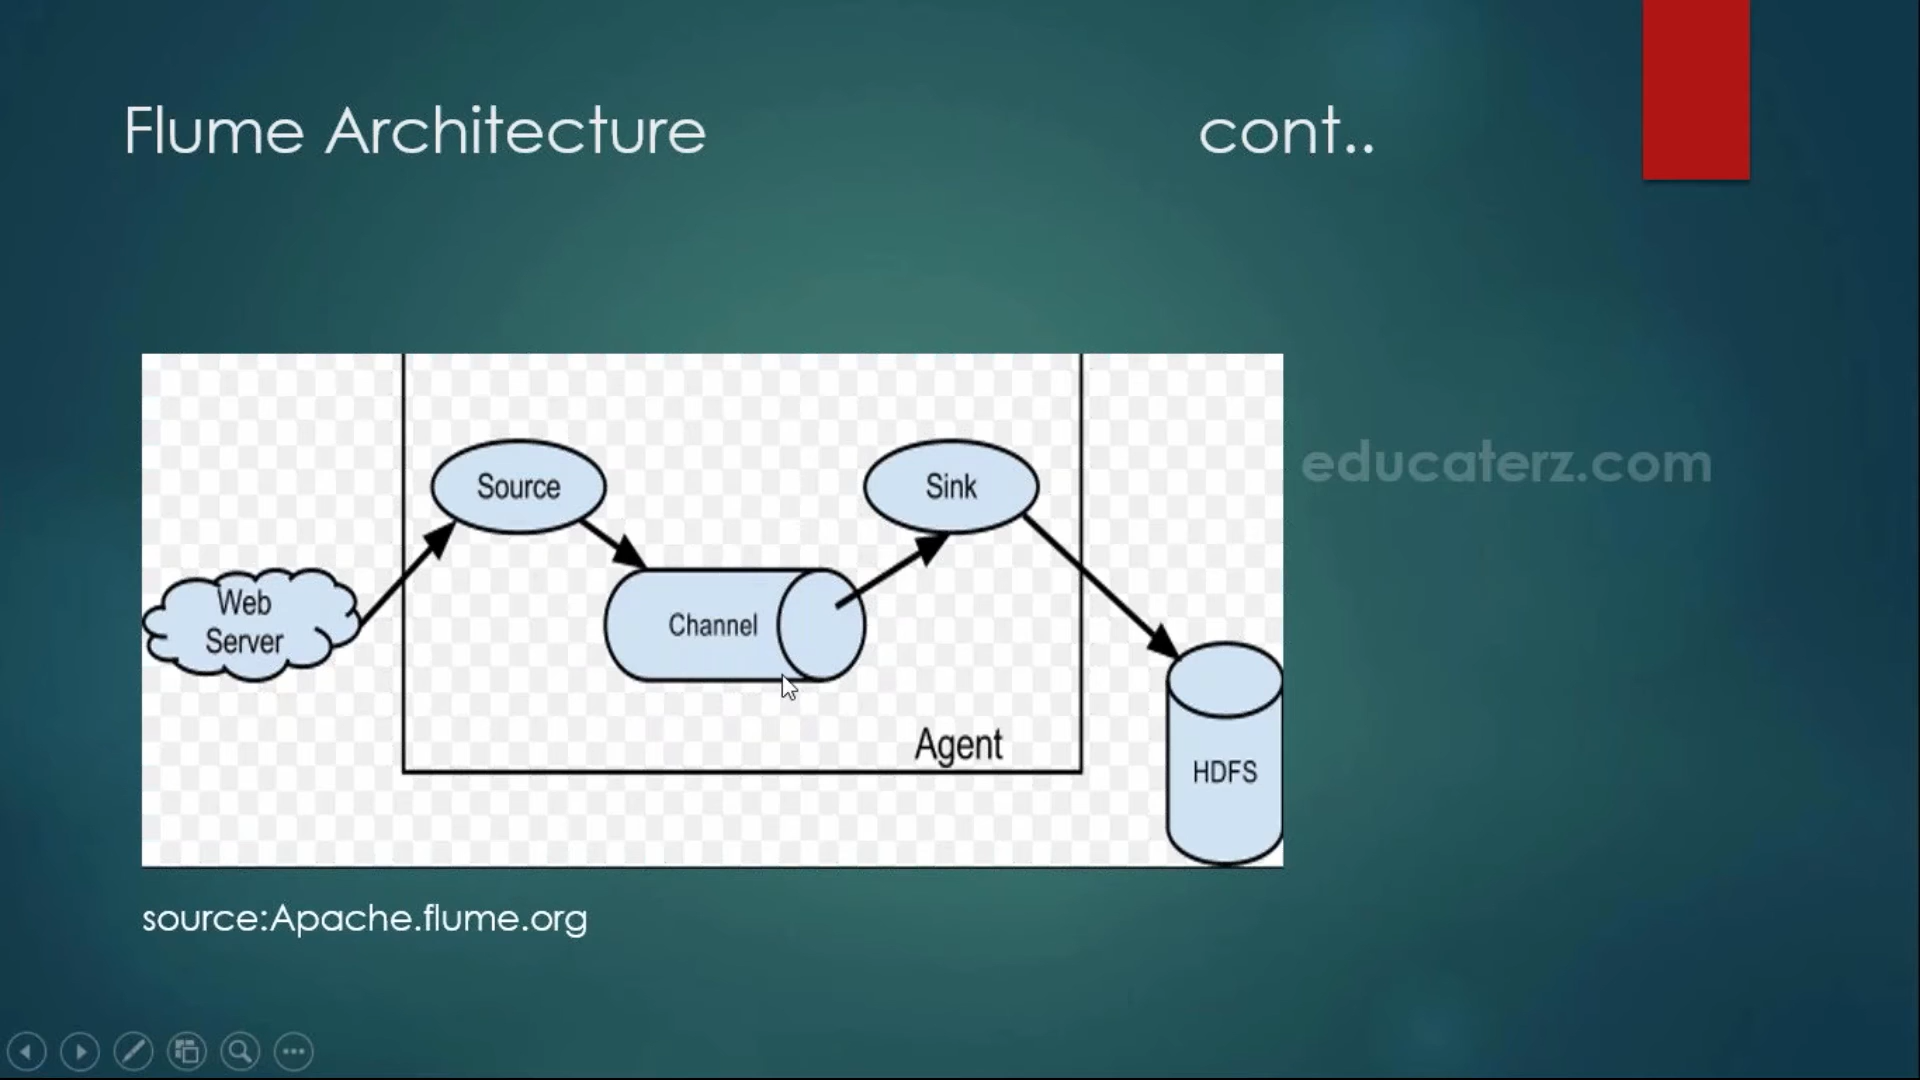 Flume Architecture cont..
educaterz.com
Source
Sink
Web
Server
Channel
Agent
HDFS
source:Apache.flume.org